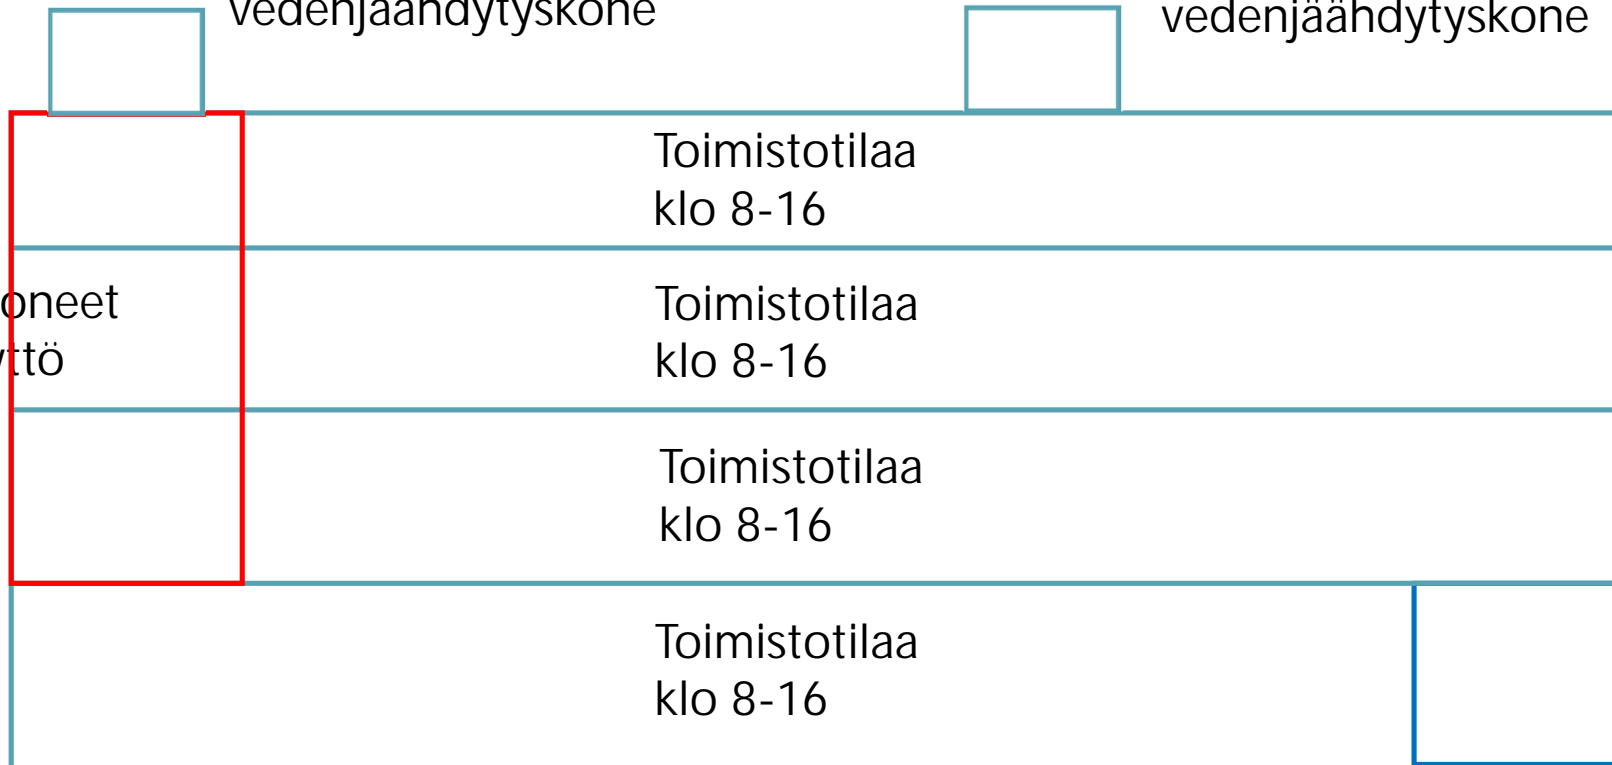 vedenjäähdytyskone
vedenjäähdytyskone
Toimistotilaa
klo 8-16
oneet
ttö
Toimistotilaa
klo 8-16
Toimistotilaa
klo 8-16
Toimistotilaa
klo 8-16